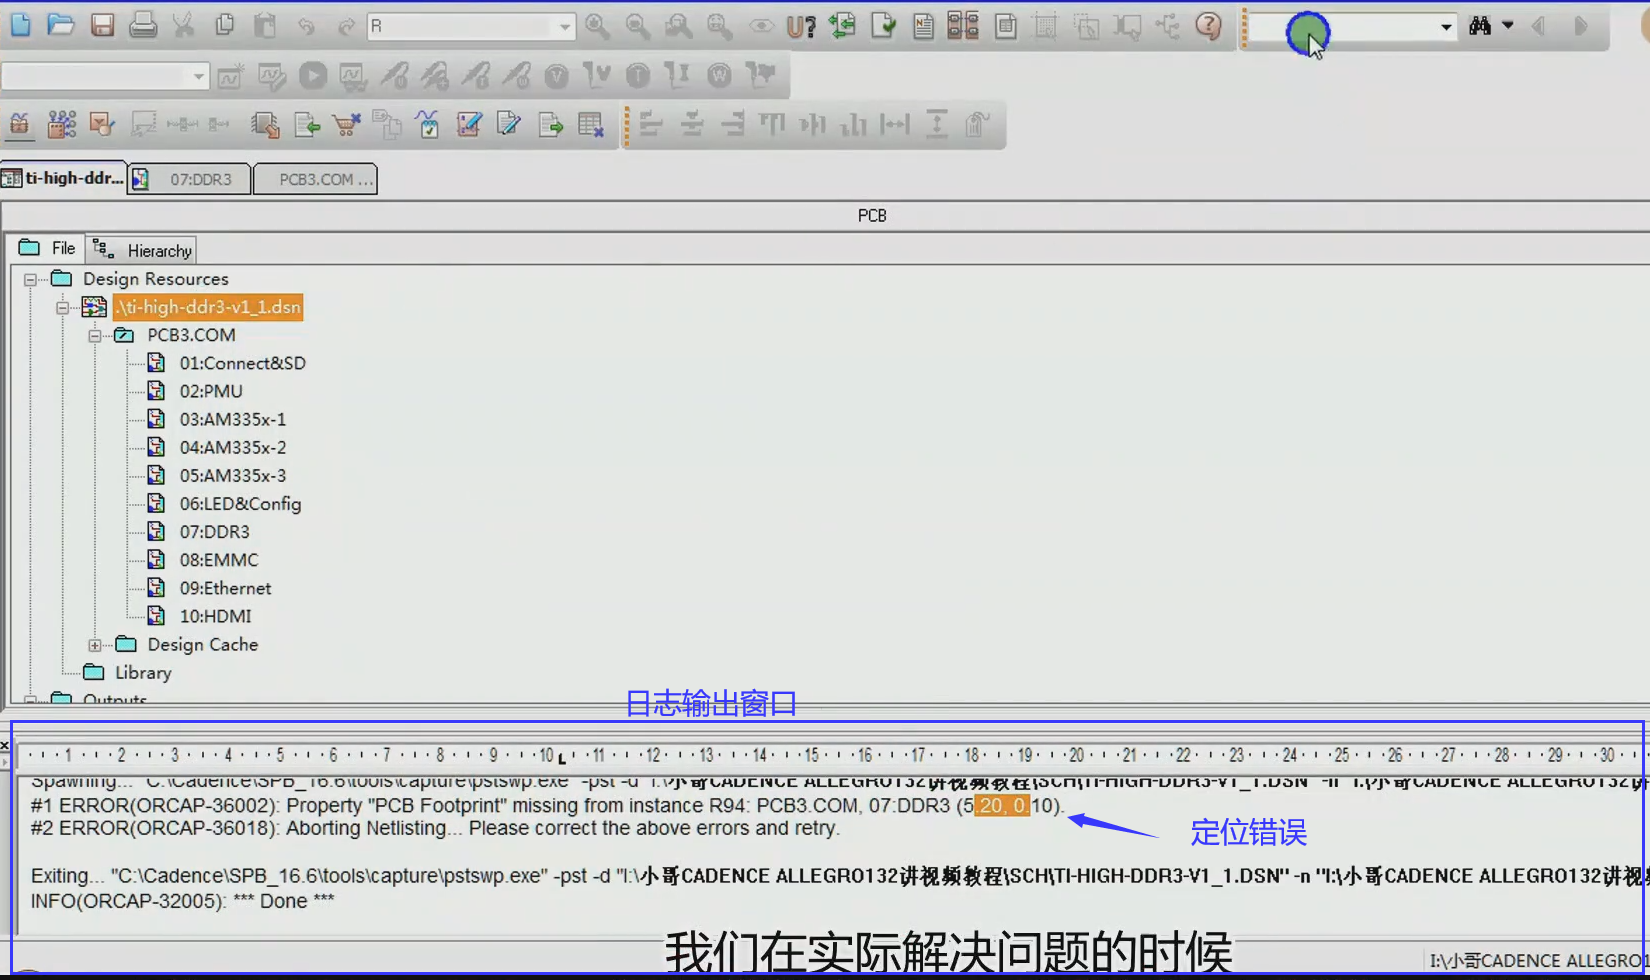 R
ti-high-ddr... 07:DDR3 PCB3.COM ...
PCB
File Hierarchy
Design Resources
.\ti-high-ddr3-v1_1.dsn
PCB3.COM
01:Connect&SD
02:PMU
03:AM335x-1
04:AM335x-2
05:AM335x-3
06:LED&Config
07:DDR3
08:EMMC
09:Ethernet
10:HDMI
Design Cache
Library
Outputs
日志输出窗口
1 2 3 4 5 6 7 8 9 10 11 12 13 14 15 16 17 18 19 20 21 22 23 24 25 26 27 28 29 30
Spawning... "C:\Cadence\SPB_16.6\tools\capture\pstswp.exe" -pst -d "I:\小哥CADENCE ALLEGRO132讲视频教程\SCH\TI-HIGH-DDR3-V1_1.DSN" -n "I:\小哥CADENCE ALLEGRO132讲视频教程
#1 ERROR(ORCAP-36002): Property "PCB Footprint" missing from instance R94: PCB3.COM, 07:DDR3 (5.20, 0.10).
#2 ERROR(ORCAP-36018): Aborting Netlisting... Please correct the above errors and retry.
定位错误
Exiting... "C:\Cadence\SPB_16.6\tools\capture\pstswp.exe" -pst -d "I:\小哥CADENCE ALLEGRO132讲视频教程\SCH\TI-HIGH-DDR3-V1_1.DSN" -n "I:\小哥CADENCE ALLEGRO132讲视
INFO(ORCAP-32005): *** Done ***
我们在实际解决问题的时候
I:\小哥CADENCE ALLEGRO